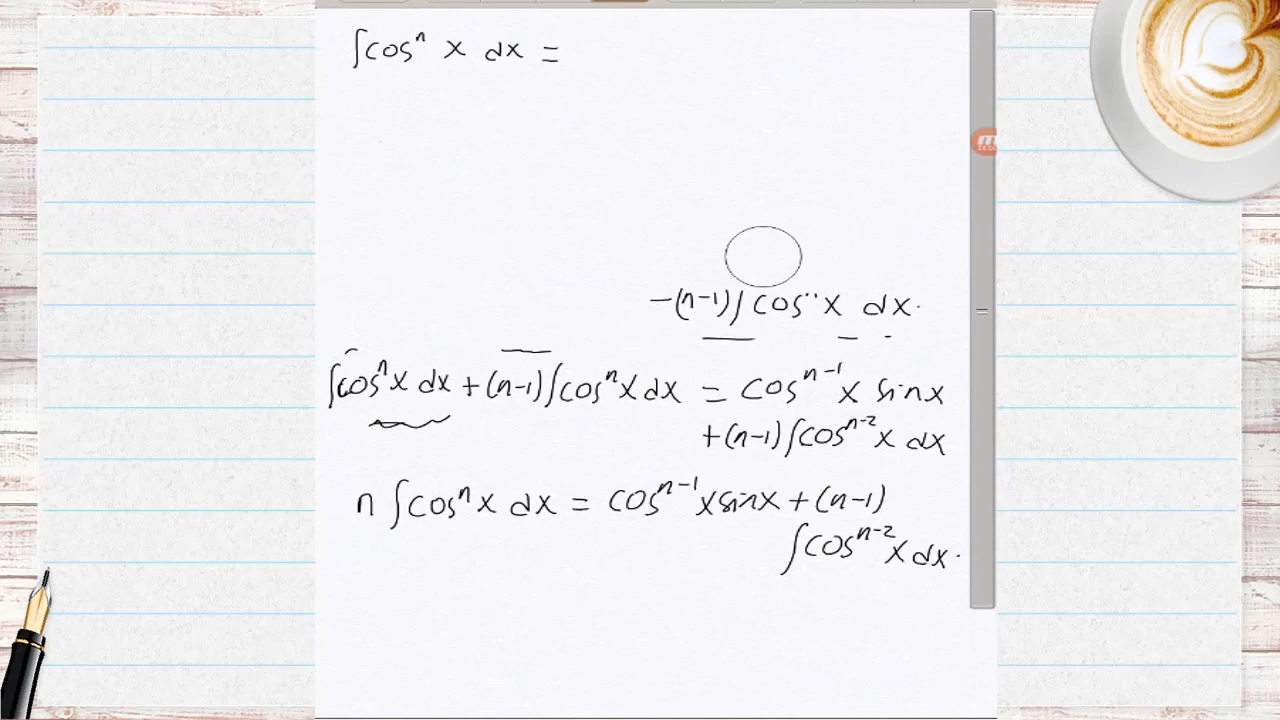 ∫cosⁿ x dx =
-(n-1)∫cosⁿ x dx.
∫cosⁿx dx + (n-1)∫cosⁿx dx = cosⁿ⁻¹x sinx
+(n-1)∫cosⁿ⁻²x dx
n∫cosⁿx dx = cosⁿ⁻¹x sinx + (n-1)
∫cosⁿ⁻²x dx.